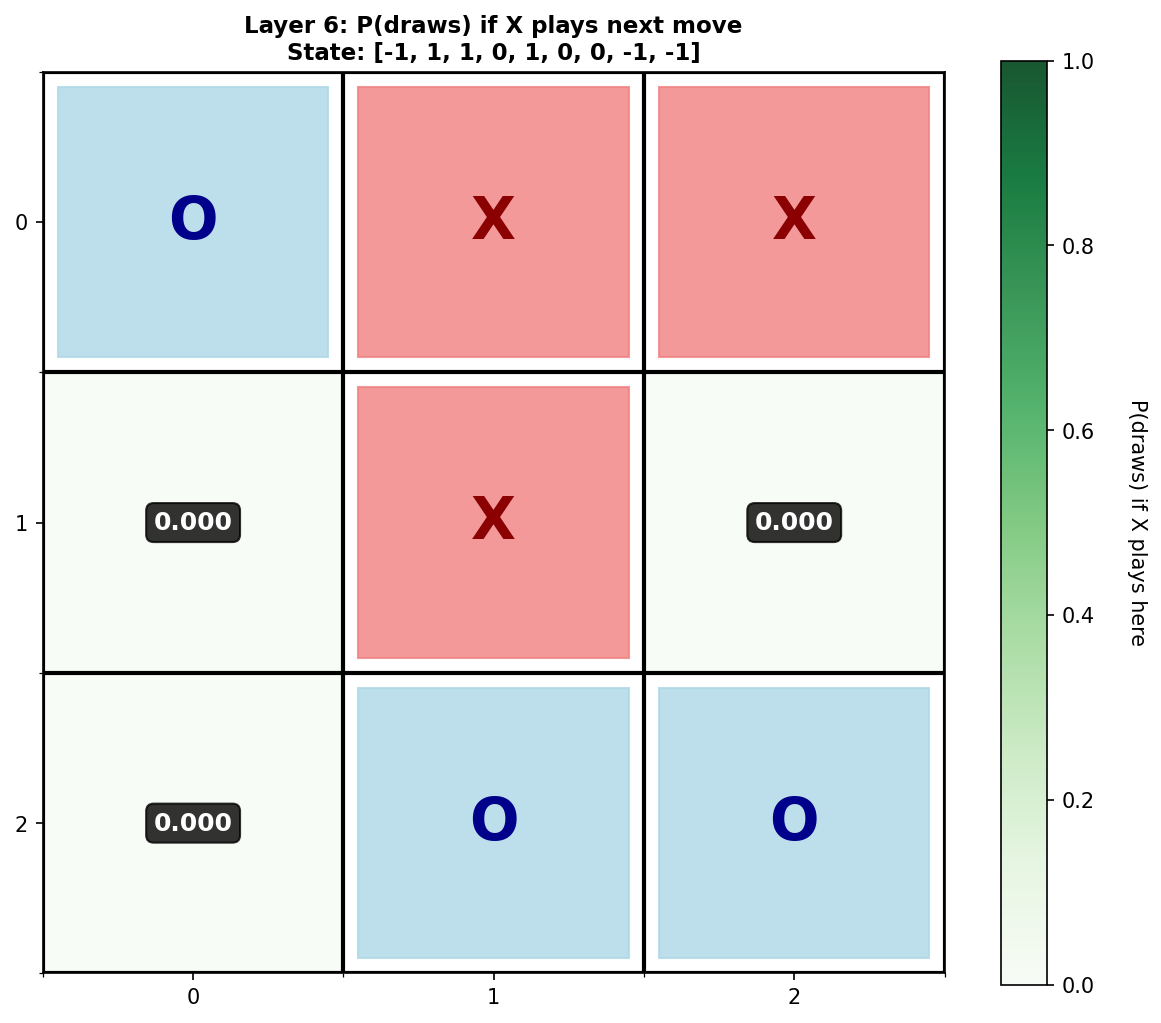 Layer 6: P(draws) if X plays next move
State: [-1, 1, 1, 0, 1, 0, 0, -1, -1]
0
O
X
X
1
0.000
X
0.000
2
0.000
O
O
0
1
2
1.0
0.8
0.6
0.4
0.2
0.0
P(draws) if X plays here